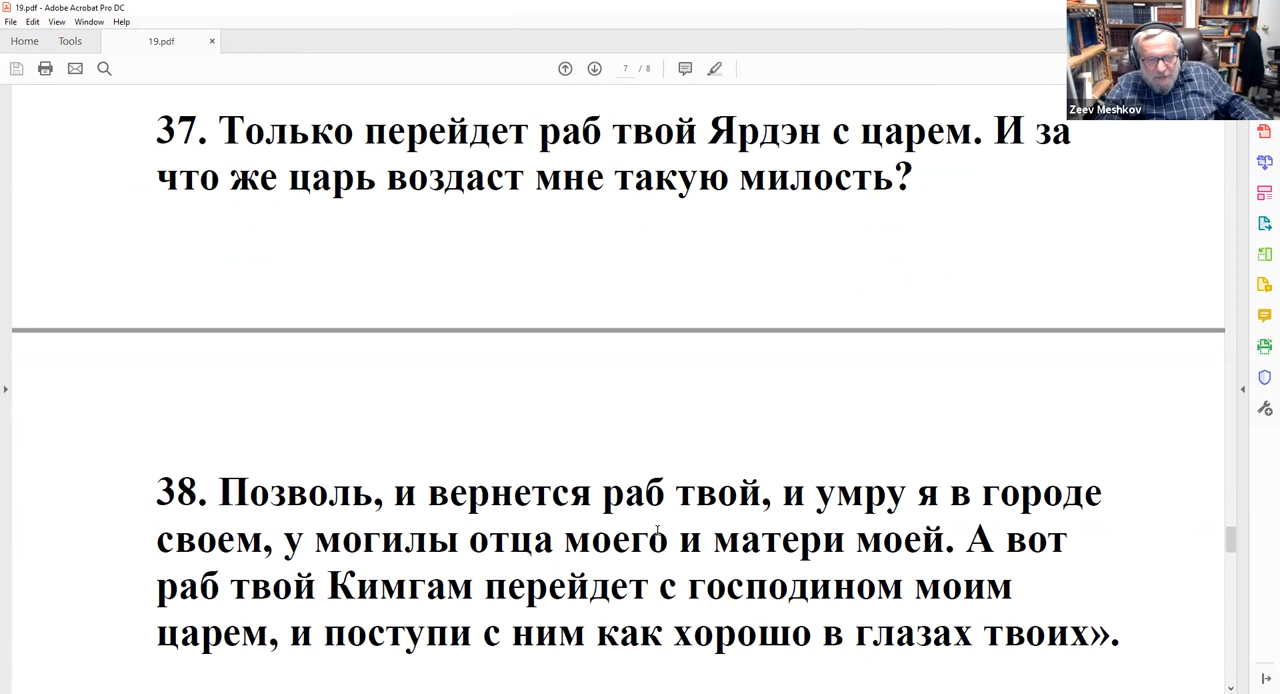 19.pdf - Adobe Acrobat Pro DC
File Edit View Window Help
Home Tools 19.pdf ×
7 / 8
Zeev Meshkov
37. Только перейдет раб твой Ярдэн с царем. И за
что же царь воздаст мне такую милость?
38. Позволь, и вернется раб твой, и умру я в городе
своем, у могилы отца моего и матери моей. А вот
раб твой Кимгам перейдет с господином моим
царем, и поступи с ним как хорошо в глазах твоих».